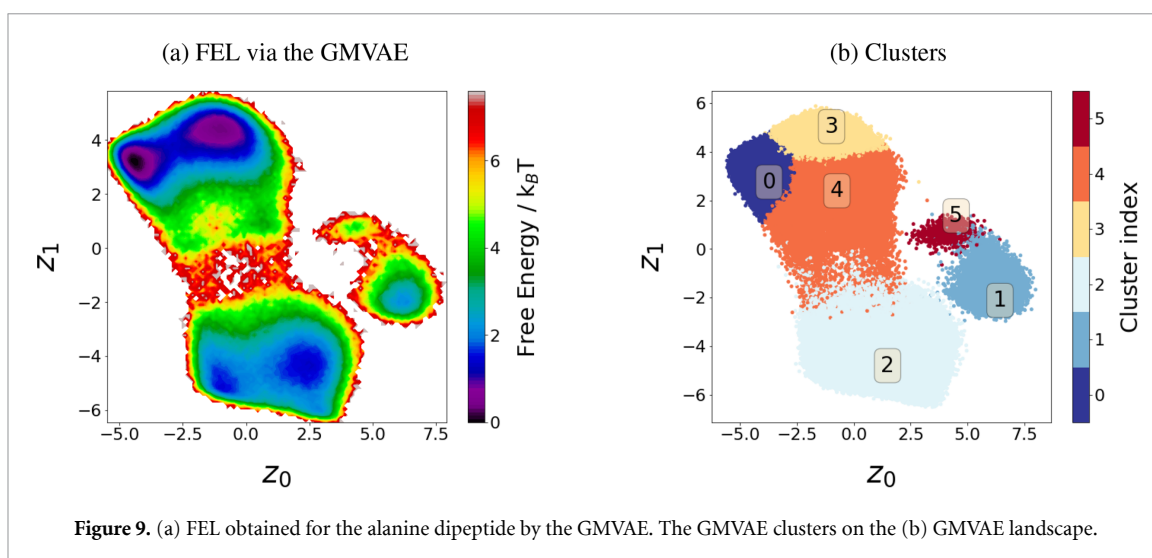 (a) FEL via the GMVAE
(b) Clusters
4
2
0
−2
−4
−6
−5.0 −2.5 0.0 2.5 5.0 7.5
z0
z1
6
4
2
0
Free Energy / kBT
6
4
2
0
−2
−4
−6
−5.0 −2.5 0.0 2.5 5.0 7.5
z0
z1
3
0
4
5
1
2
5
4
3
2
1
0
Cluster index
Figure 9. (a) FEL obtained for the alanine dipeptide by the GMVAE. The GMVAE clusters on the (b) GMVAE landscape.